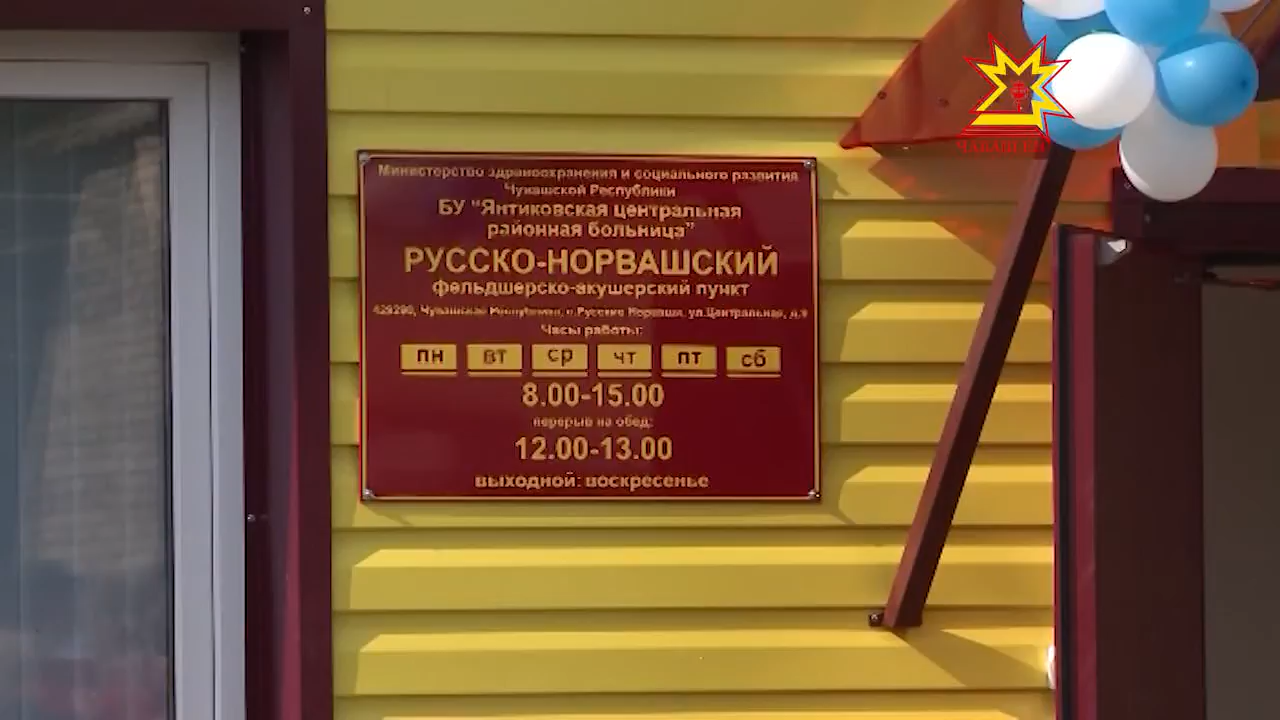 Министерство здравоохранения и социального развития
Чувашской Республики
БУ "Янтиковская центральная
районная больница"
РУССКО-НОРВАШСКИЙ
фельдшерско-акушерский пункт
429290, Чувашская Республика, с.Русские Норваши, ул.Центральная, д.9
Часы работы:
пн вт ср чт пт сб
8.00-15.00
перерыв на обед:
12.00-13.00
выходной: воскресенье
ЧĂВАШ ЕН